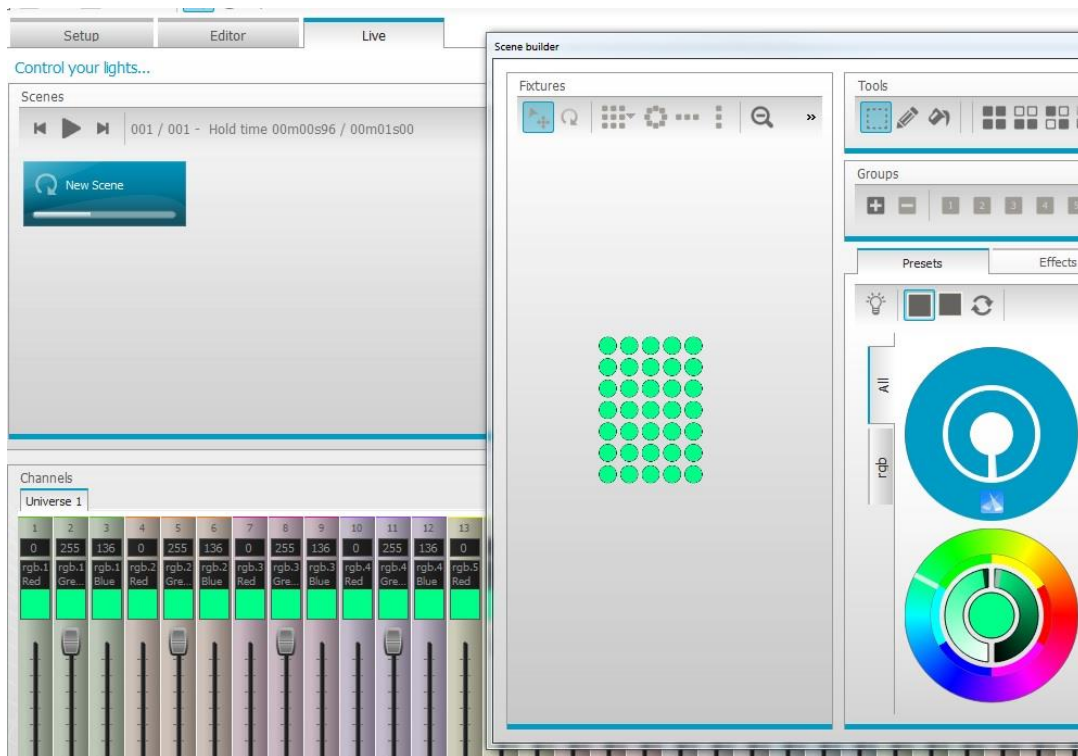 Setup
Editor
Live
Control your lights...
Scenes
001 / 001 - Hold time 00m00s96 / 00m01s00
New Scene
Channels
Universe 1
1 2 3 4 5 6 7 8 9 10 11 12 13
0 255 136 0 255 136 0 255 136 0 255 136 0
rgb.1 rgb.1 rgb.1 rgb.2 rgb.2 rgb.2 rgb.3 rgb.3 rgb.3 rgb.4 rgb.4 rgb.4 rgb.5
Red Gre... Blue Red Gre... Blue Red Gre... Blue Red Gre... Blue Red
Scene builder
Fixtures
»
Tools
Groups
1 2 3 4 5
Presets
Effects
All
rgb